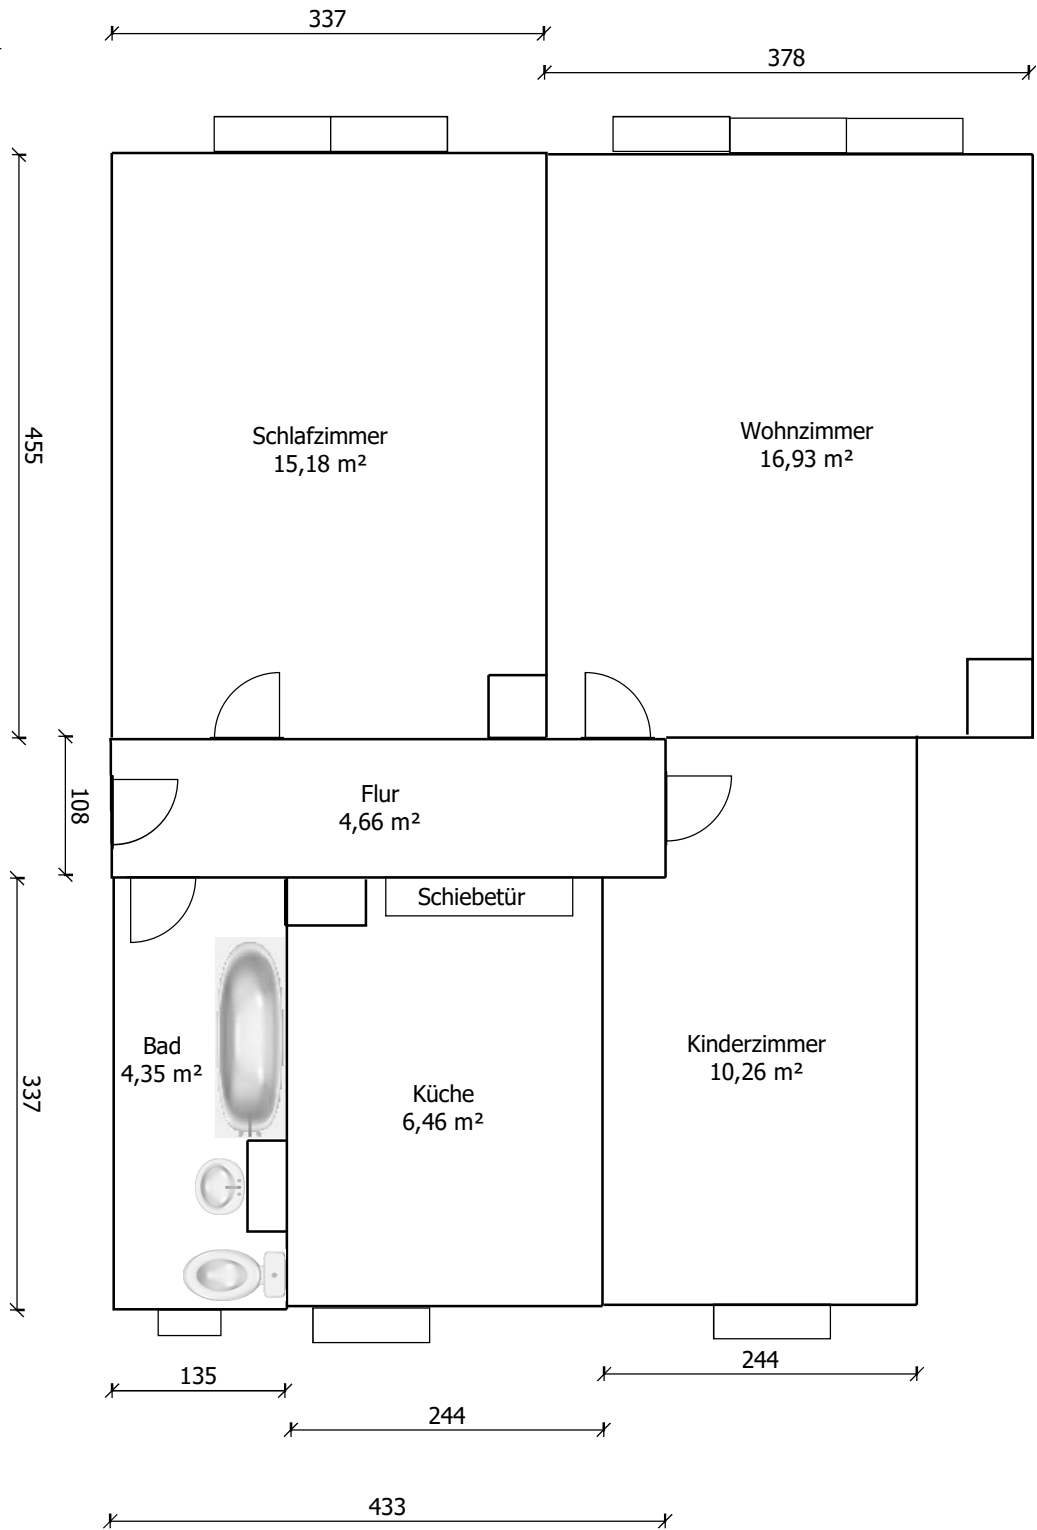 337
378
455
Schlafzimmer
15,18 m²
Wohnzimmer
16,93 m²
108
Flur
4,66 m²
Schiebetür
337
Bad
4,35 m²
Küche
6,46 m²
Kinderzimmer
10,26 m²
135
244
244
433